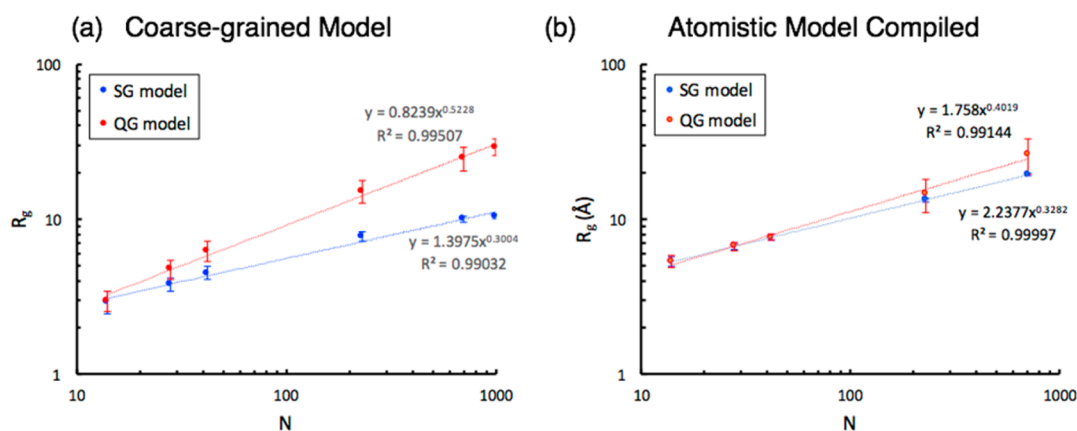 (a) Coarse-grained Model
100
10
1
10
100
1000
R_g
N
SG model
QG model
y = 0.8239x^0.5228
R² = 0.99507
y = 1.3975x^0.3004
R² = 0.99032
(b) Atomistic Model Compiled
100
10
1
10
100
1000
R_g (Å)
N
SG model
QG model
y = 1.758x^0.4019
R² = 0.99144
y = 2.2377x^0.3282
R² = 0.99997